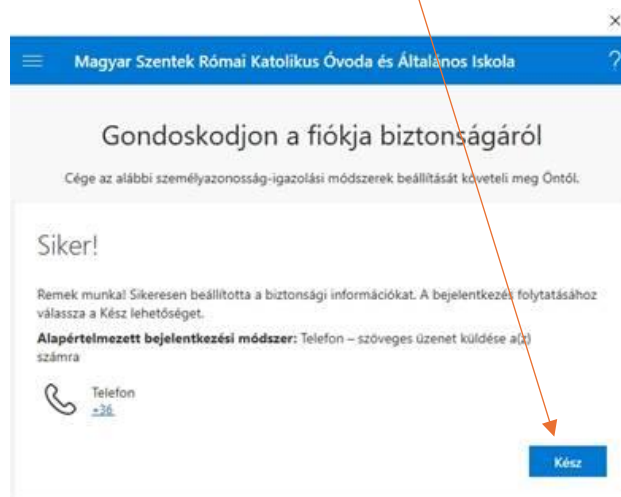 Magyar Szentek Római Katolikus Óvoda és Általános Iskola ?
Gondoskodjon a fiókja biztonságáról
Cége az alábbi személyazonosság-igazolási módszerek beállítását követeli meg Öntől.
Siker!
Remek munka! Sikeresen beállította a biztonsági információkat. A bejelentkezés folytatásához
válassza a Kész lehetőséget.
Alapértelmezett bejelentkezési módszer: Telefon – szöveges üzenet küldése a(z)
számra
Telefon
+36
Kész